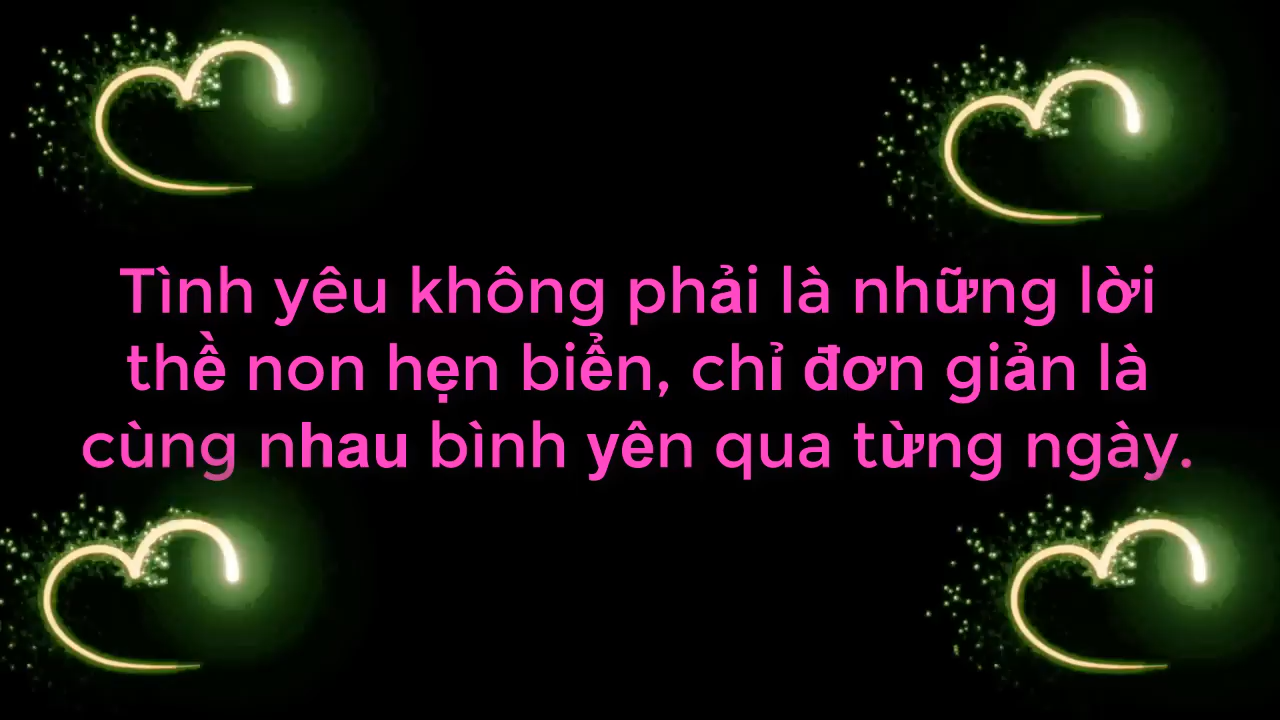 Tình yêu không phải là những lời
thề non hẹn biển, chỉ đơn giản là
cùng nhau bình yên qua từng ngày.